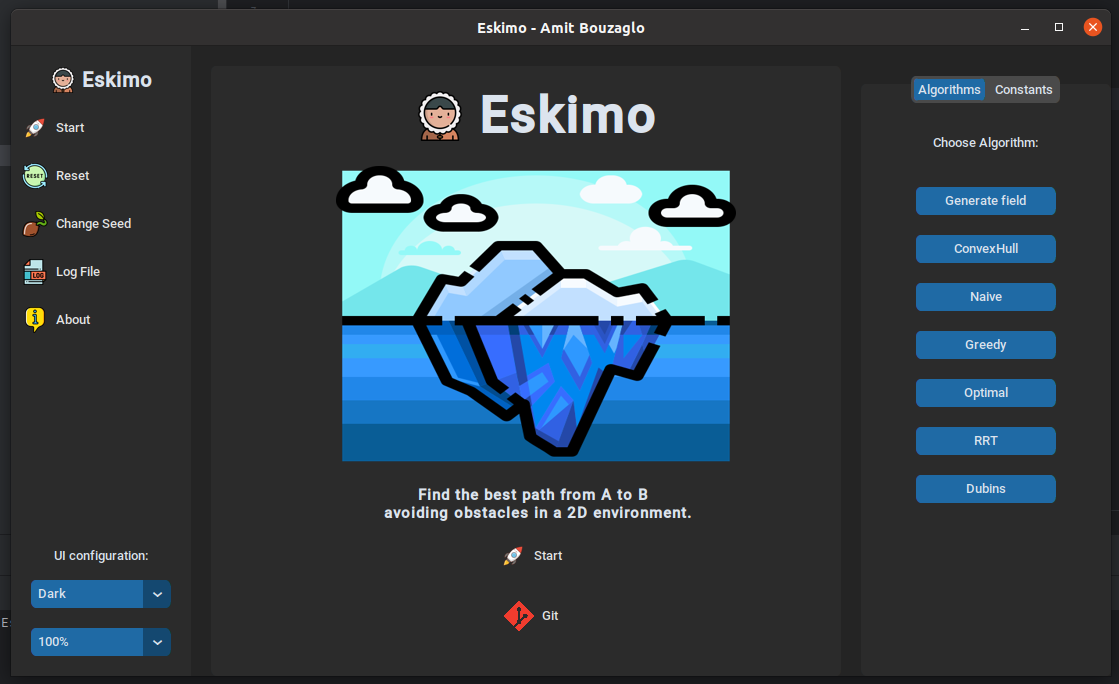 Eskimo - Amit Bouzaglo
Eskimo
Start
RESET
Reset
Change Seed
LOG
Log File
About
UI configuration:
Dark
100%
Eskimo
Find the best path from A to B
avoiding obstacles in a 2D environment.
Start
Git
Algorithms Constants
Choose Algorithm:
Generate field
ConvexHull
Naive
Greedy
Optimal
RRT
Dubins